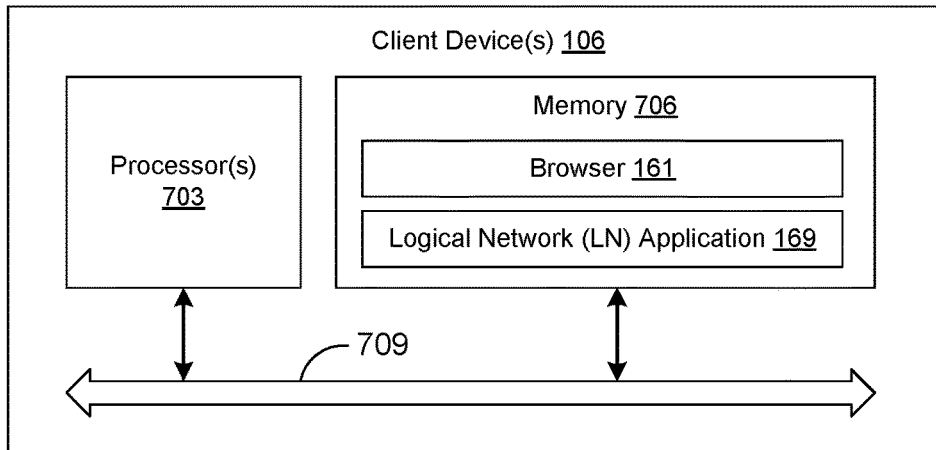 Client Device(s) 106
Processor(s)
703
Memory 706
Browser 161
Logical Network (LN) Application 169
709